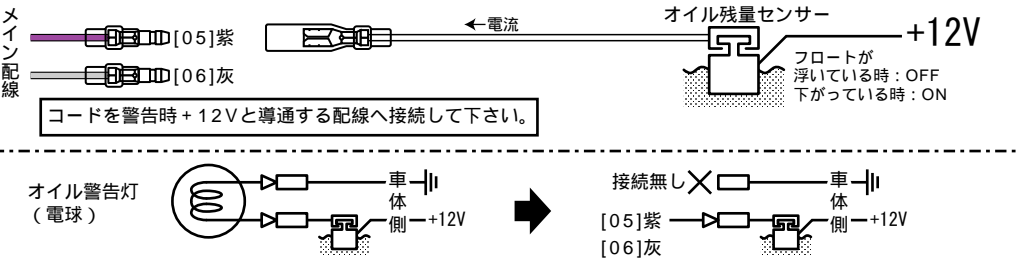 メイン配線
[05]紫
[06]灰
←電流
オイル残量センサー
+12V
フロートが
浮いている時:OFF
下がっている時:ON
コードを警告時+12Vと導通する配線へ接続して下さい。
オイル警告灯
(電球)
車体側
+12V
接続無し
[05]紫
[06]灰
車体側
+12V